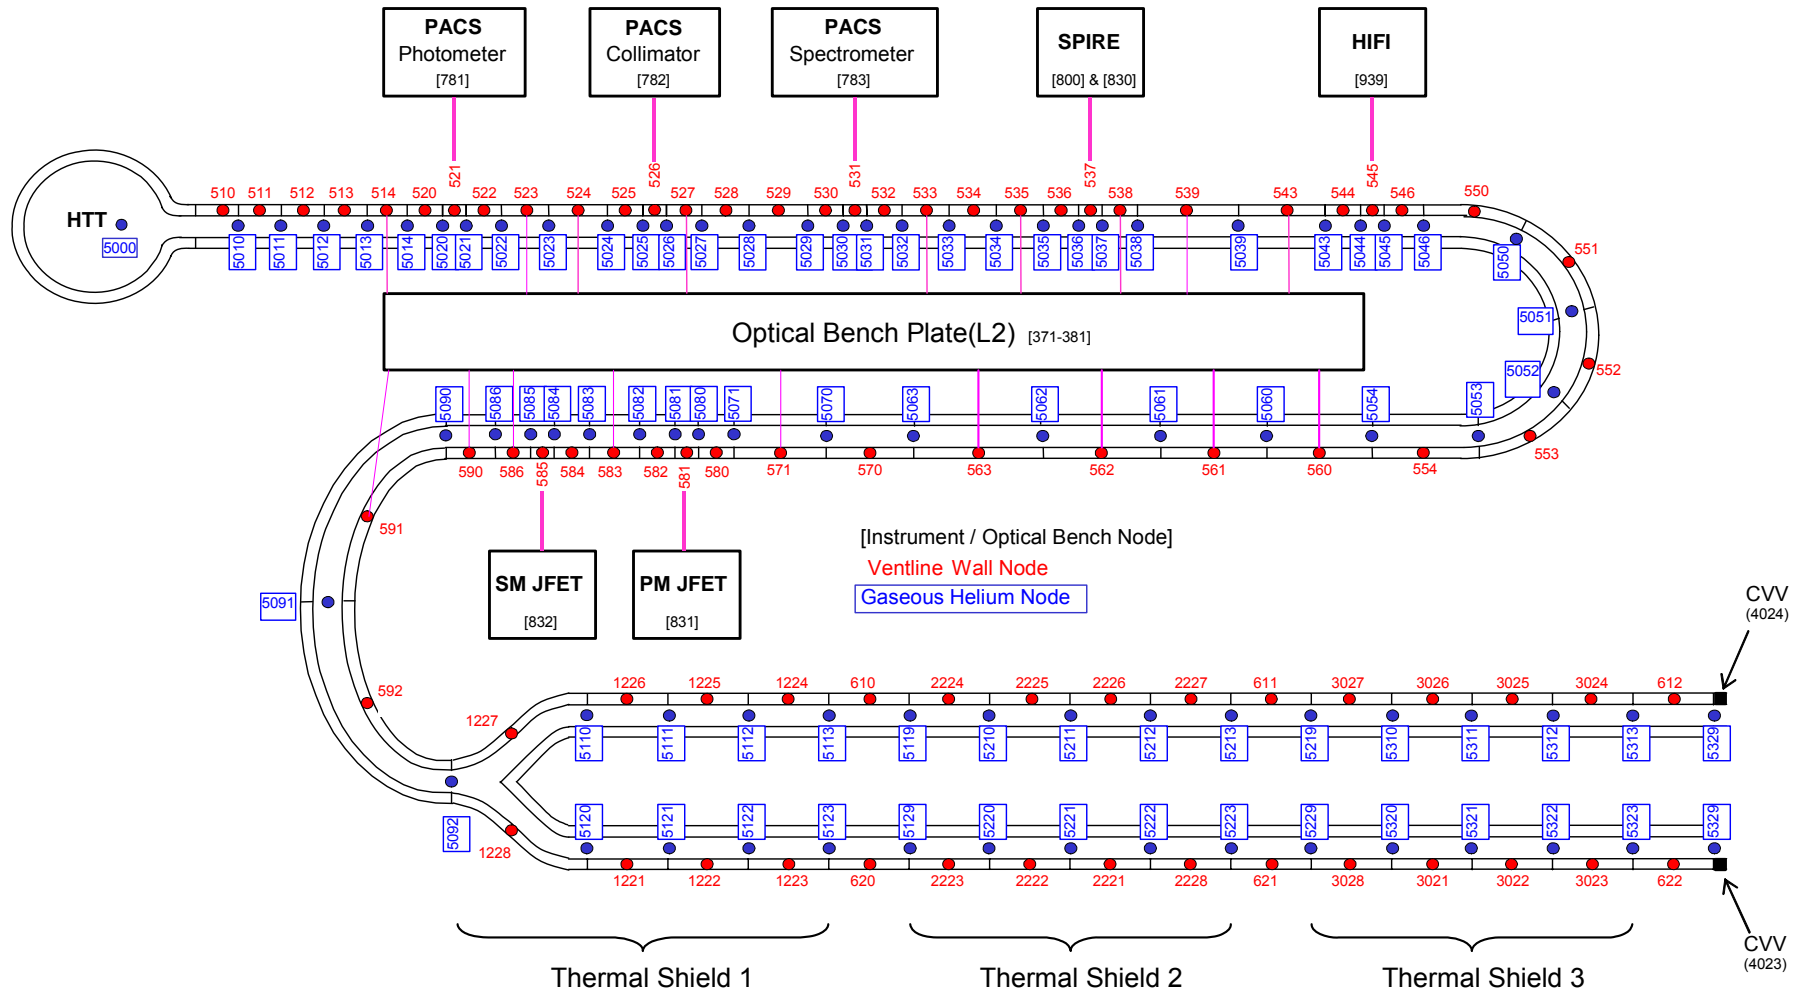 PACS
Photometer
[781]
PACS
Collimator
[782]
PACS
Spectrometer
[783]
SPIRE
[800] & [830]
HIFI
[939]
510 511 512 513 514 520 521 522 523 524 525 526 527 528 529 530 531 532 533 534 535 536 537 538 539 543 544 545 546 550
HTT
5000
5010 5011 5012 5013 5014 5020 5021 5022 5023 5024 5025 5026 5027 5028 5029 5030 5031 5032 5033 5034 5035 5036 5037 5038 5039 5043 5044 5045 5046 5050
551
5051
552
5052
553
Optical Bench Plate(L2) [371-381]
5090 5086 5085 5084 5083 5082 5081 5080 5071 5070 5063 5062 5061 5060 5054 5053
590 586 585 584 583 582 581 580 571 570 563 562 561 560 554
591
SM JFET
[832]
PM JFET
[831]
[Instrument / Optical Bench Node]
Ventline Wall Node
Gaseous Helium Node
5091
592
CVV
(4024)
1227 1226 1225 1224 610 2224 2225 2226 2227 611 3027 3026 3025 3024 612
5110 5111 5112 5113 5119 5210 5211 5212 5213 5219 5310 5311 5312 5313 5329
5092
5120 5121 5122 5123 5129 5220 5221 5222 5223 5229 5320 5321 5322 5323 5329
1228 1221 1222 1223 620 2223 2222 2221 2228 621 3028 3021 3022 3023 622
CVV
(4023)
Thermal Shield 1
Thermal Shield 2
Thermal Shield 3